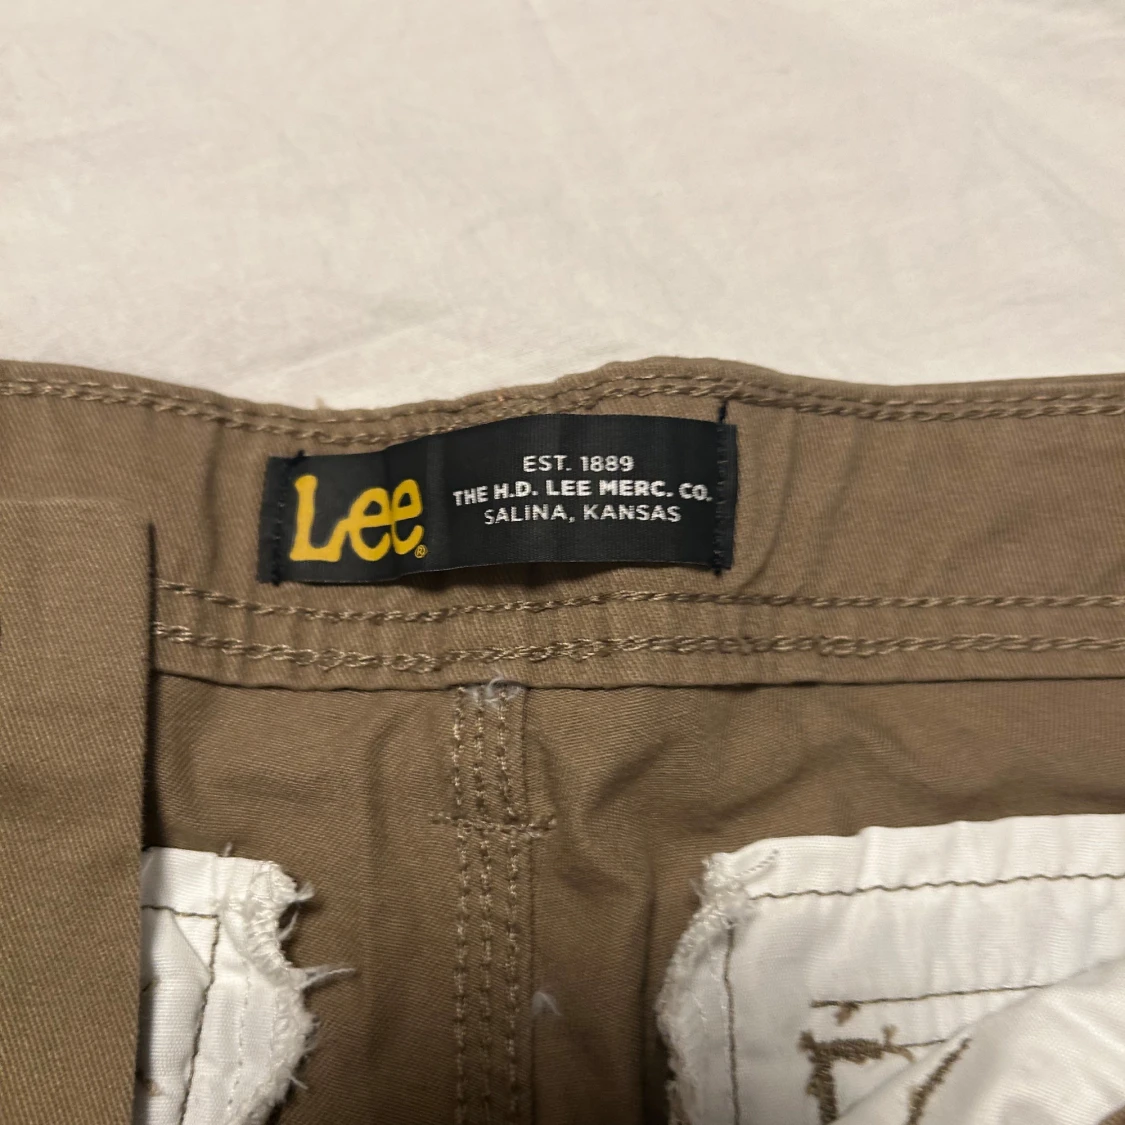 Lee®
EST. 1889
THE H.D. LEE MERC. CO.
SALINA, KANSAS